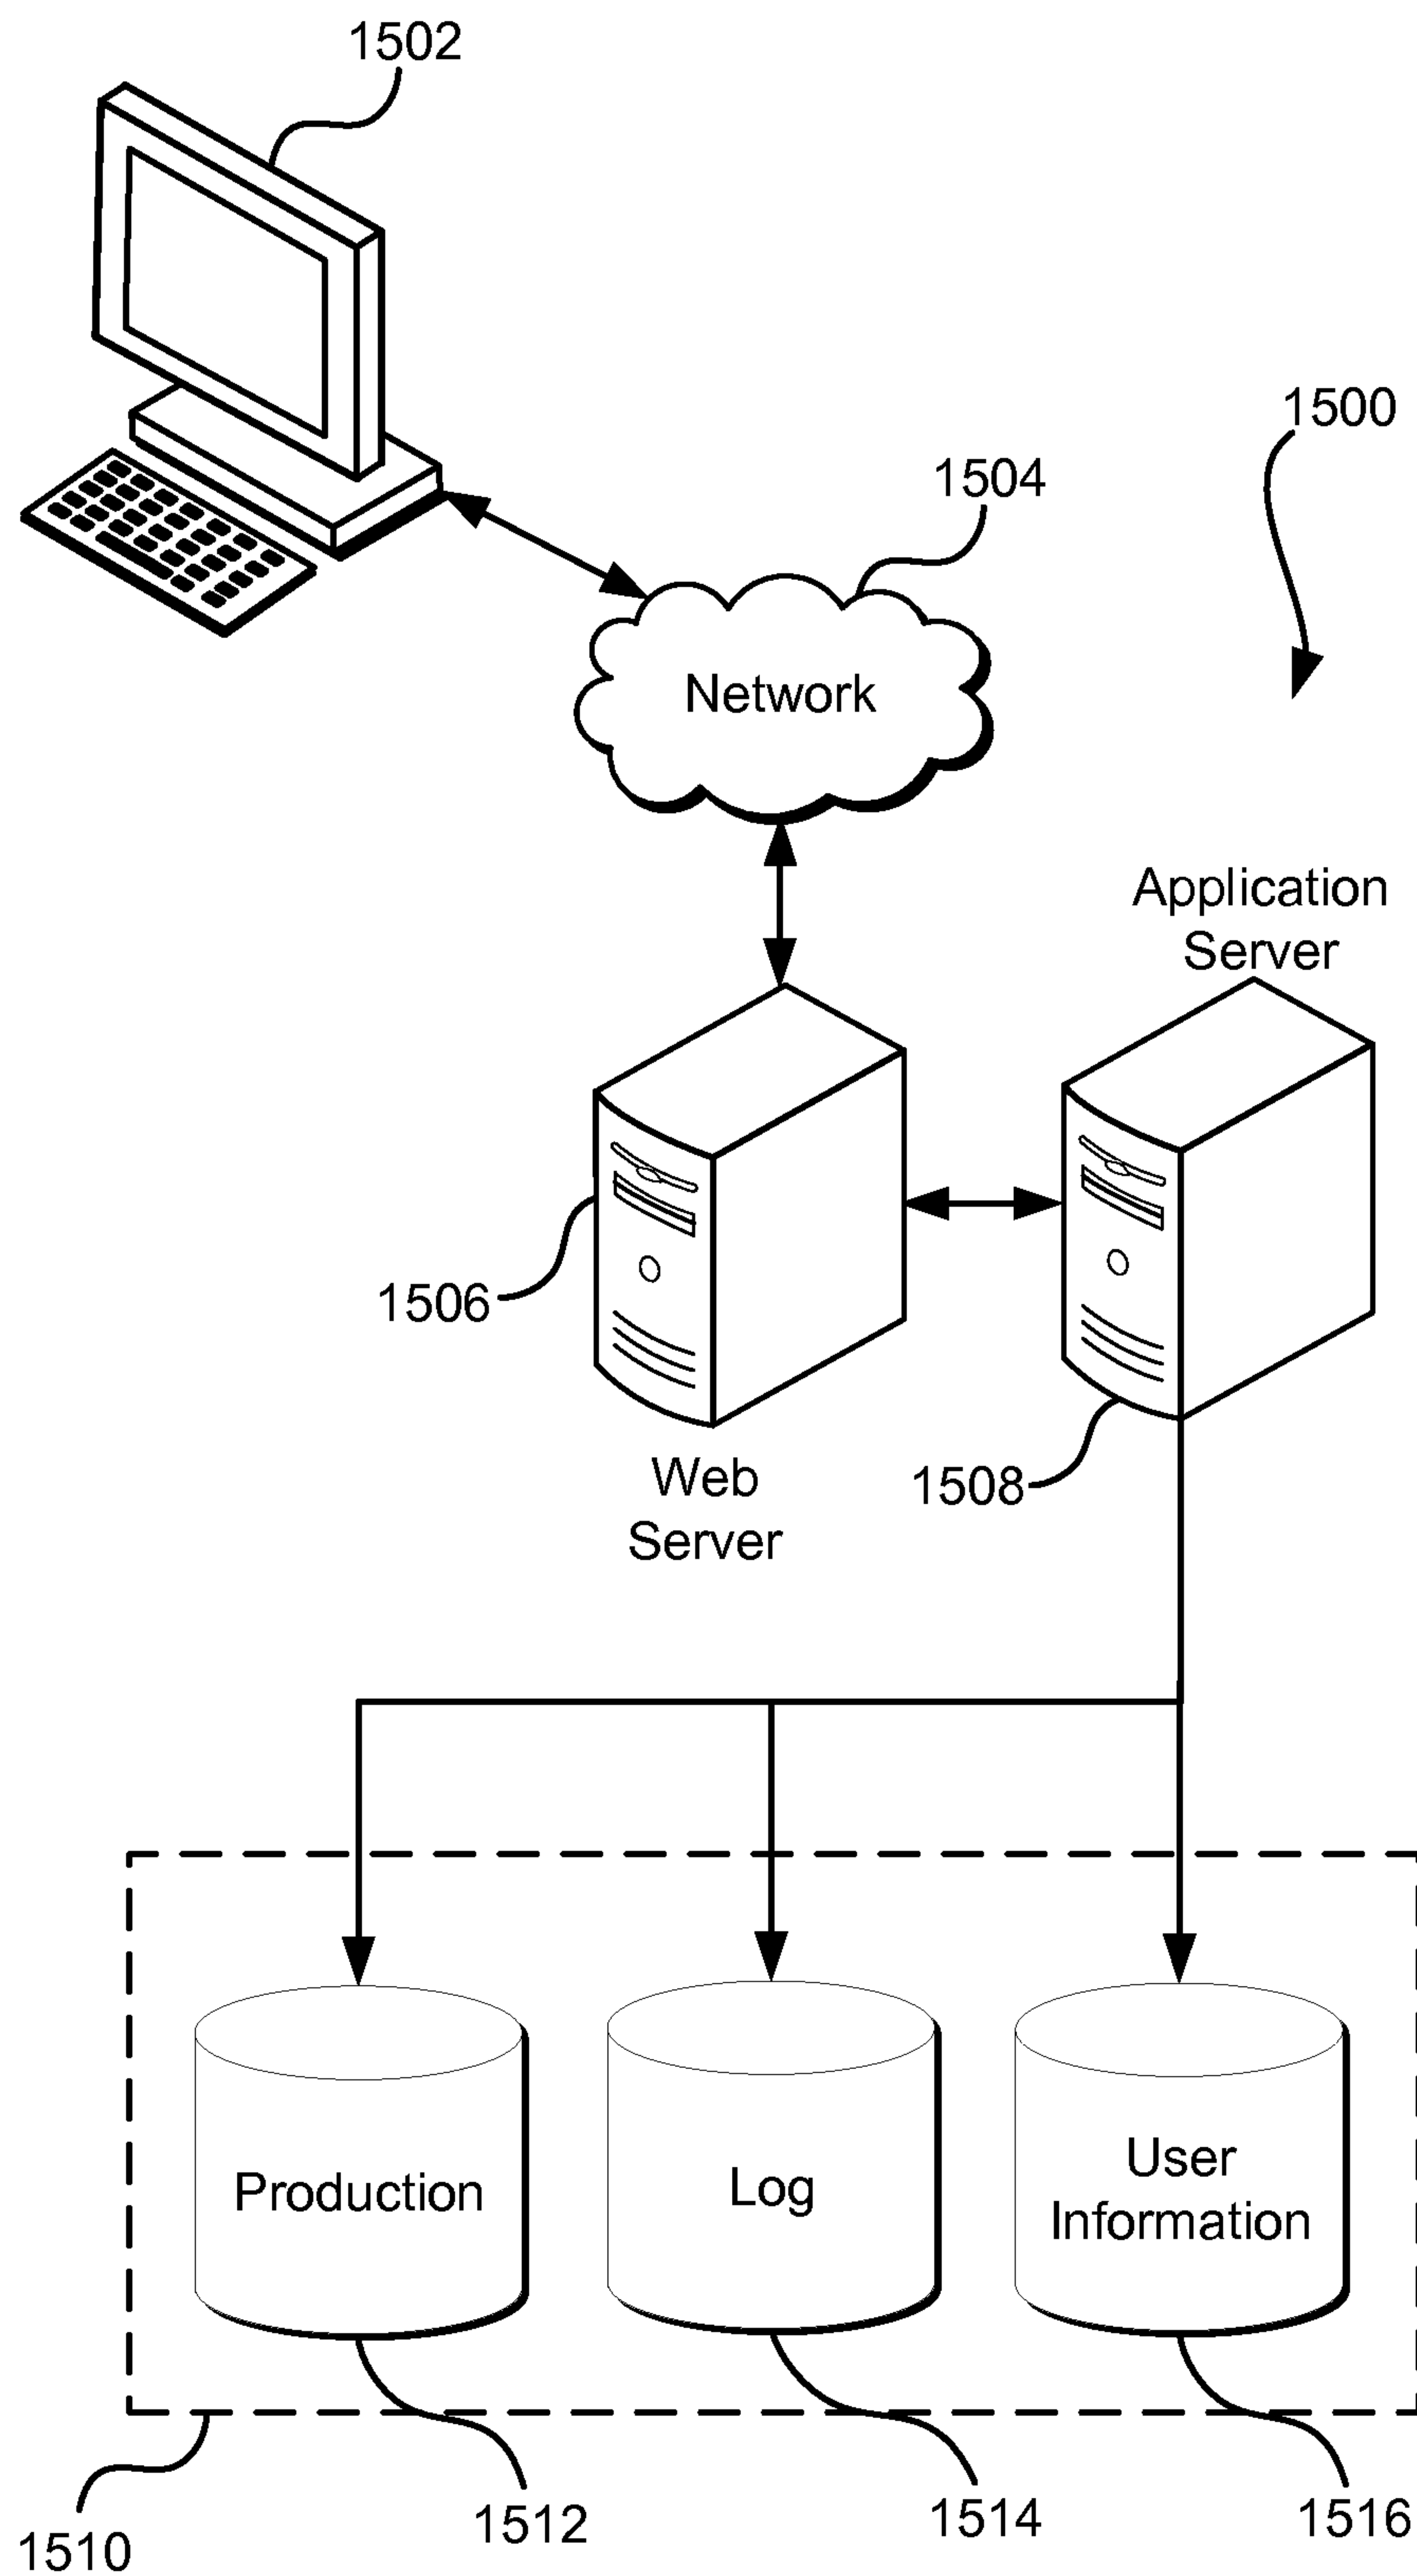 1502
1500
1504
Network
Application
Server
1506
Web
Server
1508
Production
Log
User
Information
1510
1512
1514
1516